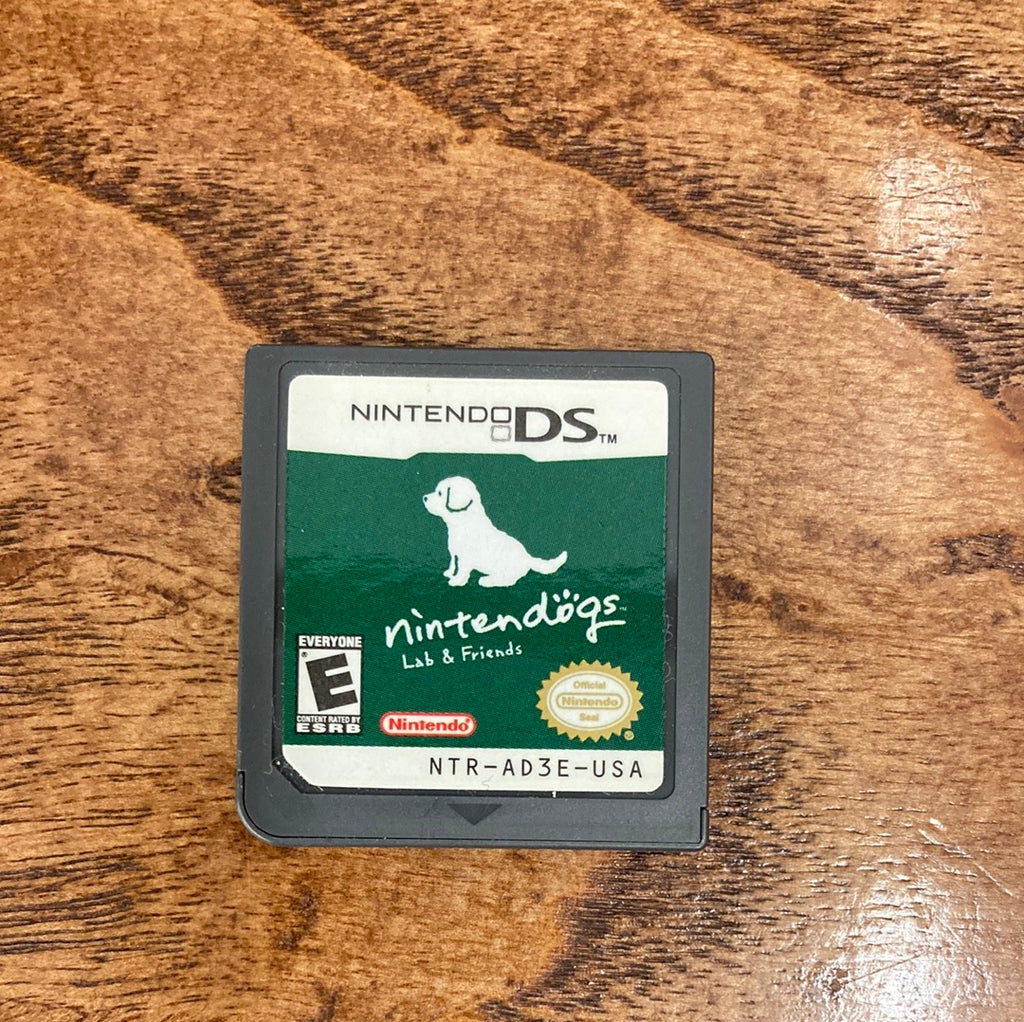 NINTENDO DS™
nintendogs™
Lab & Friends
EVERYONE
E
CONTENT RATED BY
ESRB
Nintendo®
Official
Nintendo
Seal
NTR-AD3E-USA